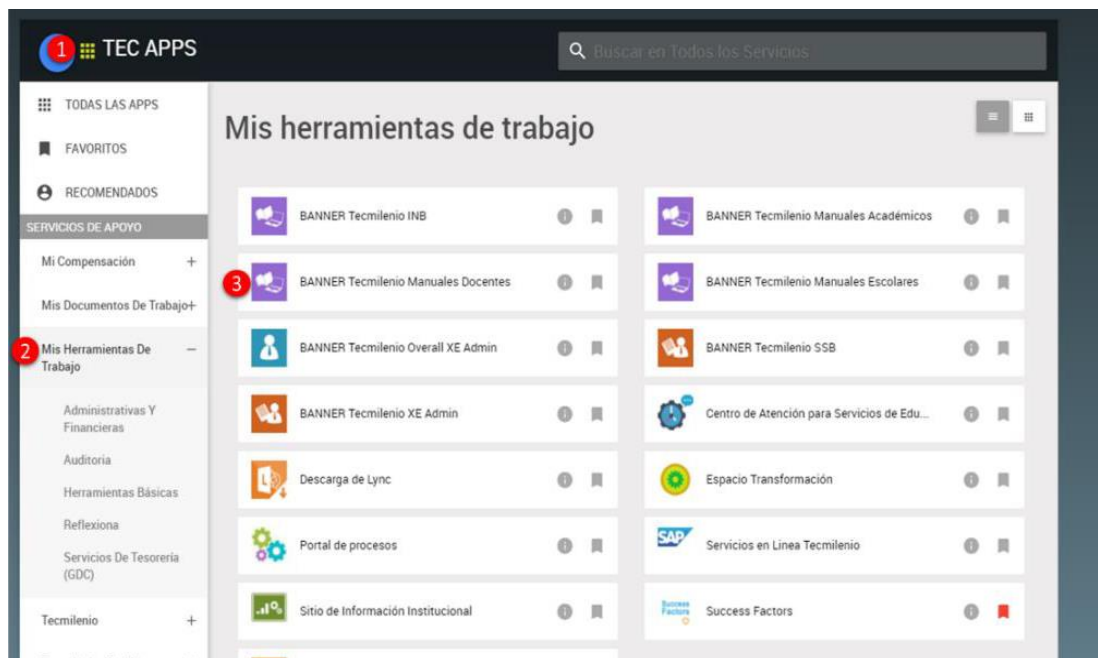 1 TEC APPS
Buscar en Todos los Servicios
TODAS LAS APPS
FAVORITOS
RECOMENDADOS
SERVICIOS DE APOYO
Mi Compensación +
Mis Documentos De Trabajo+
2 Mis Herramientas De −
Trabajo
Administrativas Y
Financieras
Auditoria
Herramientas Básicas
Reflexiona
Servicios De Tesorería
(GDC)
Tecmilenio +
Mis herramientas de trabajo
BANNER Tecmilenio INB
BANNER Tecmilenio Manuales Académicos
3 BANNER Tecmilenio Manuales Docentes
BANNER Tecmilenio Manuales Escolares
BANNER Tecmilenio Overall XE Admin
BANNER Tecmilenio SSB
BANNER Tecmilenio XE Admin
Centro de Atención para Servicios de Edu...
Descarga de Lync
Espacio Transformación
Portal de procesos
SAP
Servicios en Linea Tecmilenio
Sitio de Información Institucional
Success
Factors
Success Factors